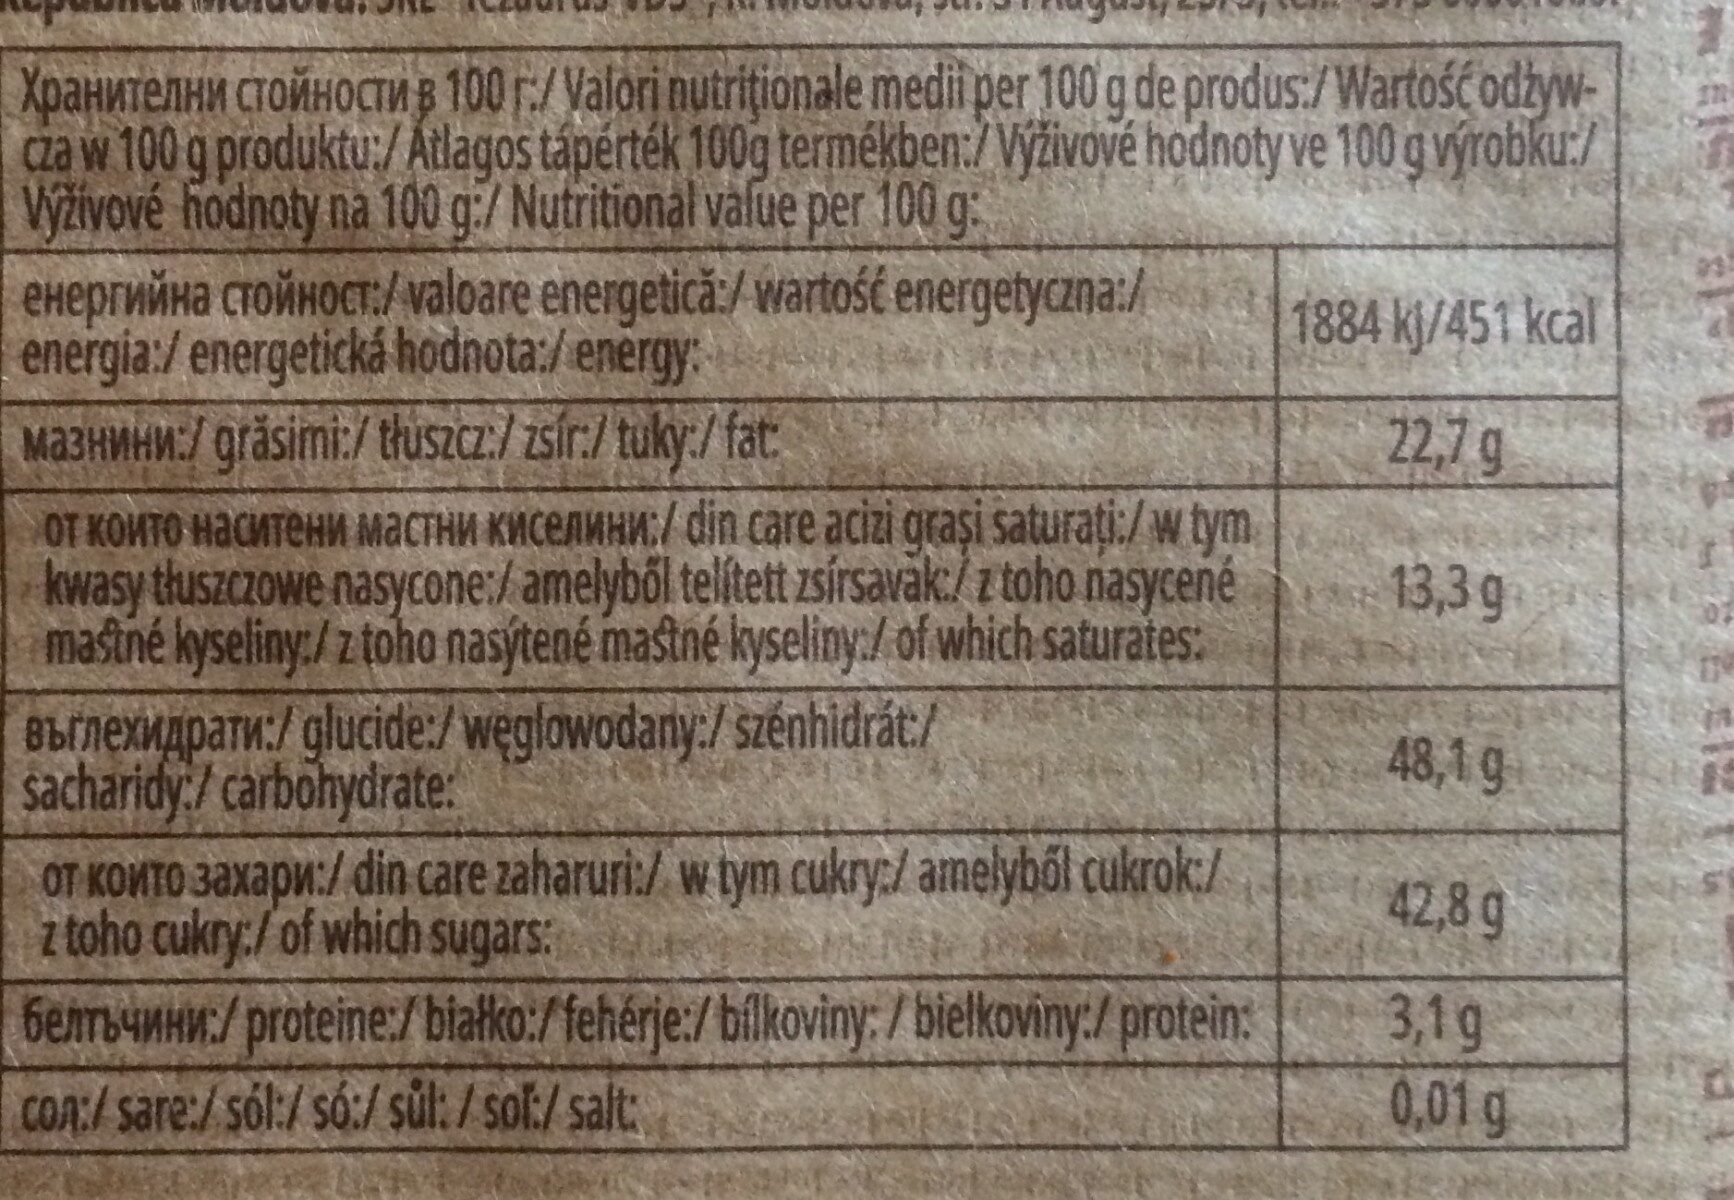 Хранителни стойности в 100 г:/ Valori nutriționale medii per 100 g de produs:/ Wartość odżyw-
cza w 100 g produktu:/ Átlagos tápérték 100g termékben:/ Výživové hodnoty ve 100 g výrobku:/
Výživové hodnoty na 100 g:/ Nutritional value per 100 g:
енергийна стойност:/ valoare energetică:/ wartość energetyczna:/
energia:/ energetická hodnota:/ energy:
1884 kj/451 kcal
мазнини:/ grăsimi:/ tłuszcz:/ zsír:/ tuky:/ fat:
22,7 g
от които наситени мастни киселини:/ din care acizi grași saturați:/ w tym
kwasy tłuszczowe nasycone:/ amelyből telített zsírsavak:/ z toho nasycené
mastné kyseliny:/ z toho nasýtené mastné kyseliny:/ of which saturates:
13,3 g
въглехидрати:/ glucide:/ węglowodany:/ szénhidrát:/
sacharidy:/ carbohydrate:
48,1 g
от които захари:/ din care zaharuri:/ w tym cukry:/ amelyből cukrok:/
z toho cukry:/ of which sugars:
42,8 g
белтъчини:/ proteine:/ białko:/ fehérje:/ bílkoviny: / bielkoviny:/ protein:
3,1 g
сол:/ sare:/ sól:/ só:/ sůl: / soľ:/ salt:
0,01 g